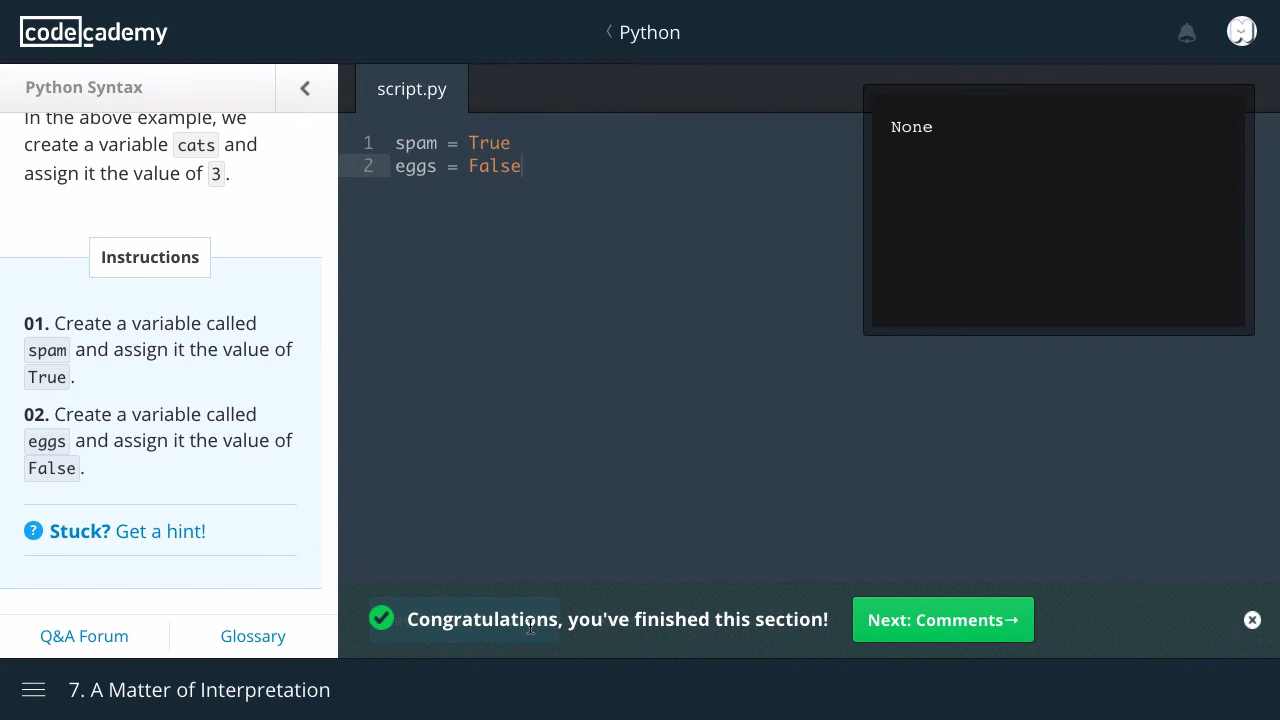 codecademy
Python
Python Syntax
script.py
In the above example, we
create a variable cats and
assign it the value of 3.
Instructions
01. Create a variable called
spam and assign it the value of
True.
02. Create a variable called
eggs and assign it the value of
False.
? Stuck? Get a hint!
Q&A Forum
Glossary
1 spam = True
2 eggs = False
None
Congratulations, you've finished this section!
Next: Comments→
7. A Matter of Interpretation